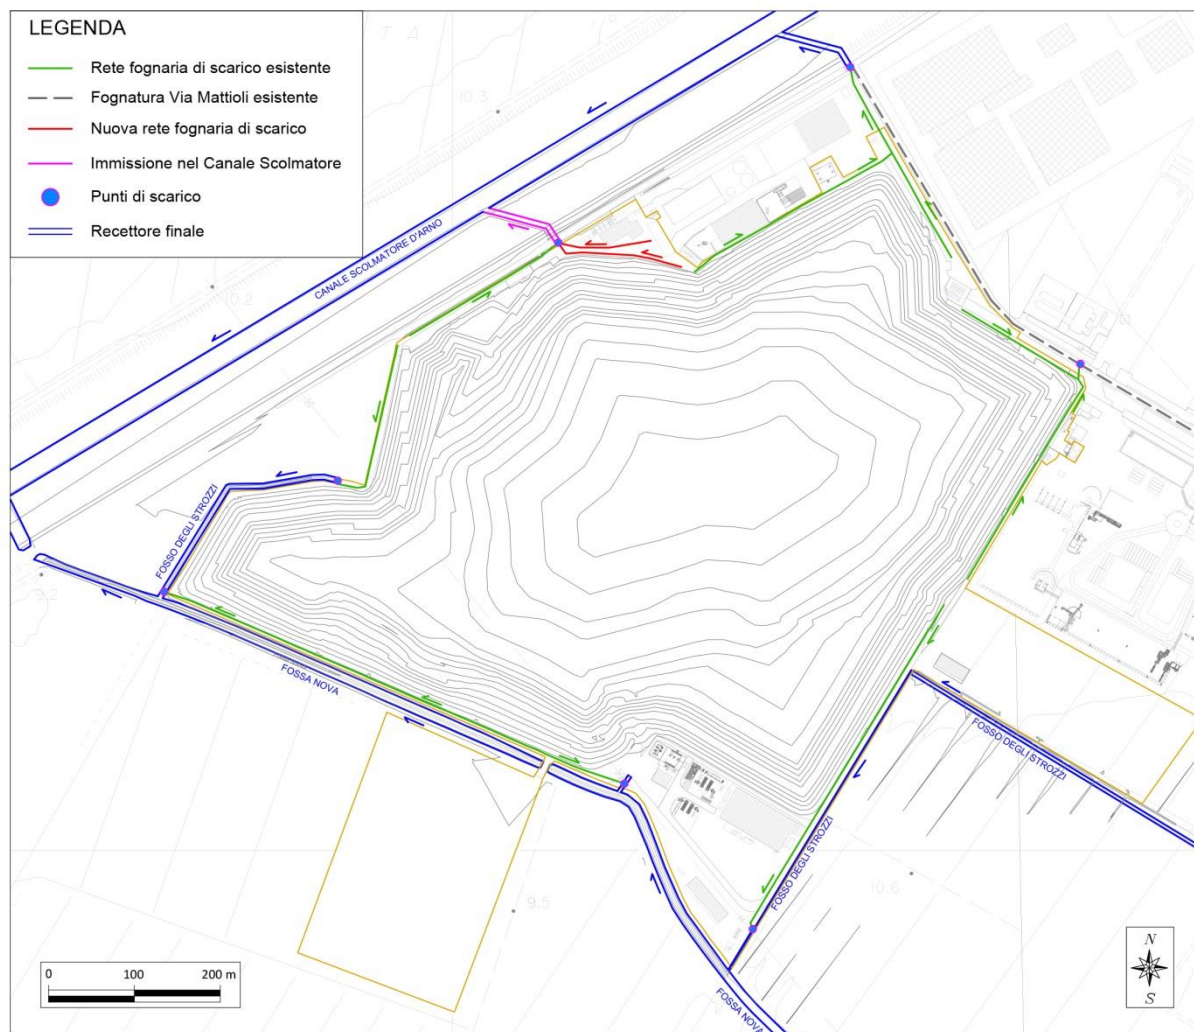 LEGENDA
Rete fognaria di scarico esistente
Fognatura Via Mattioli esistente
Nuova rete fognaria di scarico
Immissione nel Canale Scolmatore
Punti di scarico
Recettore finale
T A
10.3
CANALE SCOLMATORE D'ARNO
10.2
FOSSO DEGLI STROZZI
9.2
FOSSA NOVA
FOSSO DEGLI STROZZI
FOSSO DEGLI STROZZI
10.6
9.5
FOSSA NOVA
0 100 200 m
N
S